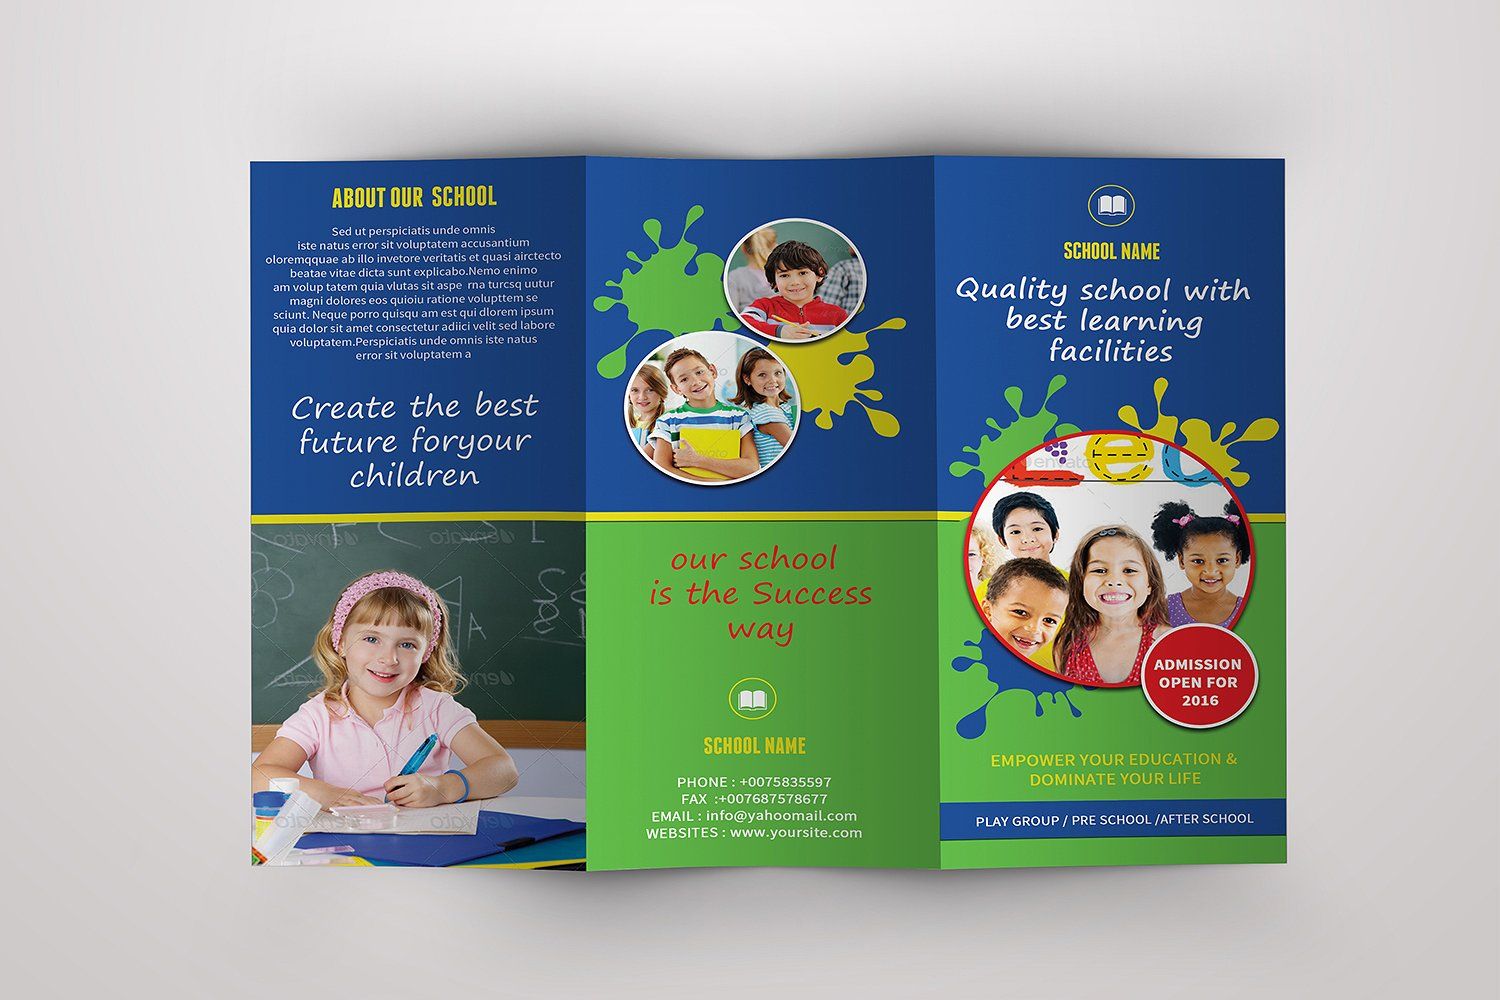 ABOUT OUR SCHOOL
Sed ut perspiciatis unde omnis
iste natus error sit voluptatem accusantium
oloremqquae ab illo invetore veritatis et quasi airctecto
beatae vitae dicta sunt explicabo.Nemo enimo
am volup tatem quia vlutas sit aspe rna turcsq uutur
magni dolores eos quioiu ratione volupttem se
sciunt. Neque porro quisqu am est qui dlorem ipsum
quia dolor sit amet consectetur adiici velit sed labore
voluptatem.Perspiciatis unde omnis iste natus
error sit voluptatem a
Create the best
future foryour
children
our school
is the Success
way
SCHOOL NAME
PHONE : +0075835597
FAX :+007687578677
EMAIL : info@yahoomail.com
WEBSITES : www.yoursite.com
SCHOOL NAME
Quality school with
best learning
facilities
envato
ADMISSION
OPEN FOR
2016
EMPOWER YOUR EDUCATION &
DOMINATE YOUR LIFE
PLAY GROUP / PRE SCHOOL /AFTER SCHOOL